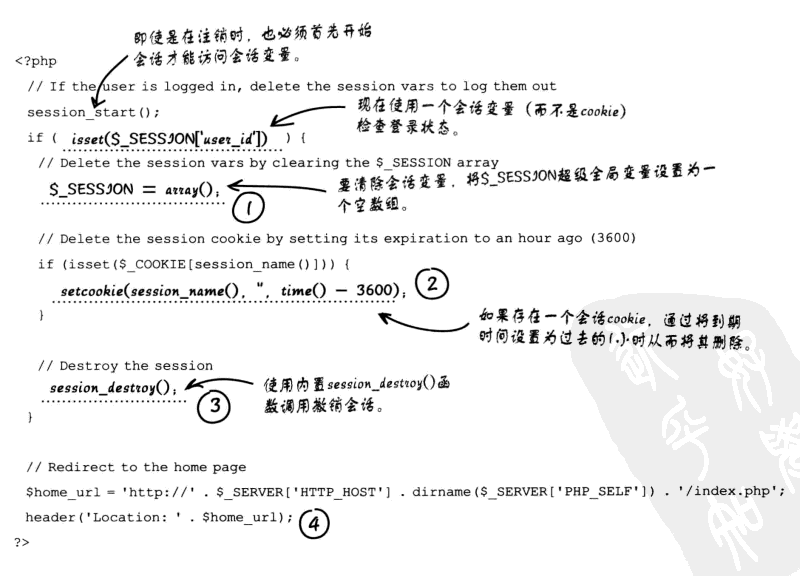 即使是在注销时，也必须首先开始
会话才能访问会话变量。
<?php
// If the user is logged in, delete the session vars to log them out
session_start();
现在使用一个会话变量（而不是cookie）
检查登录状态。
if ( isset($_SESSION['user_id']) ) {
// Delete the session vars by clearing the $_SESSION array
$_SESSION = array();
要清除会话变量，将$_SESSION超级全局变量设置为一
个空数组。
1
// Delete the session cookie by setting its expiration to an hour ago (3600)
if (isset($_COOKIE[session_name()])) {
setcookie(session_name(), '', time() - 3600);
2
}
如果存在一个会话cookie，通过将到期
时间设置为过去的1小时从而将其删除。
// Destroy the session
session_destroy();
使用内置session_destroy()函
数调用撤销会话。
3
}
// Redirect to the home page
$home_url = 'http://' . $_SERVER['HTTP_HOST'] . dirname($_SERVER['PHP_SELF']) . '/index.php';
header('Location: ' . $home_url);
4
?>